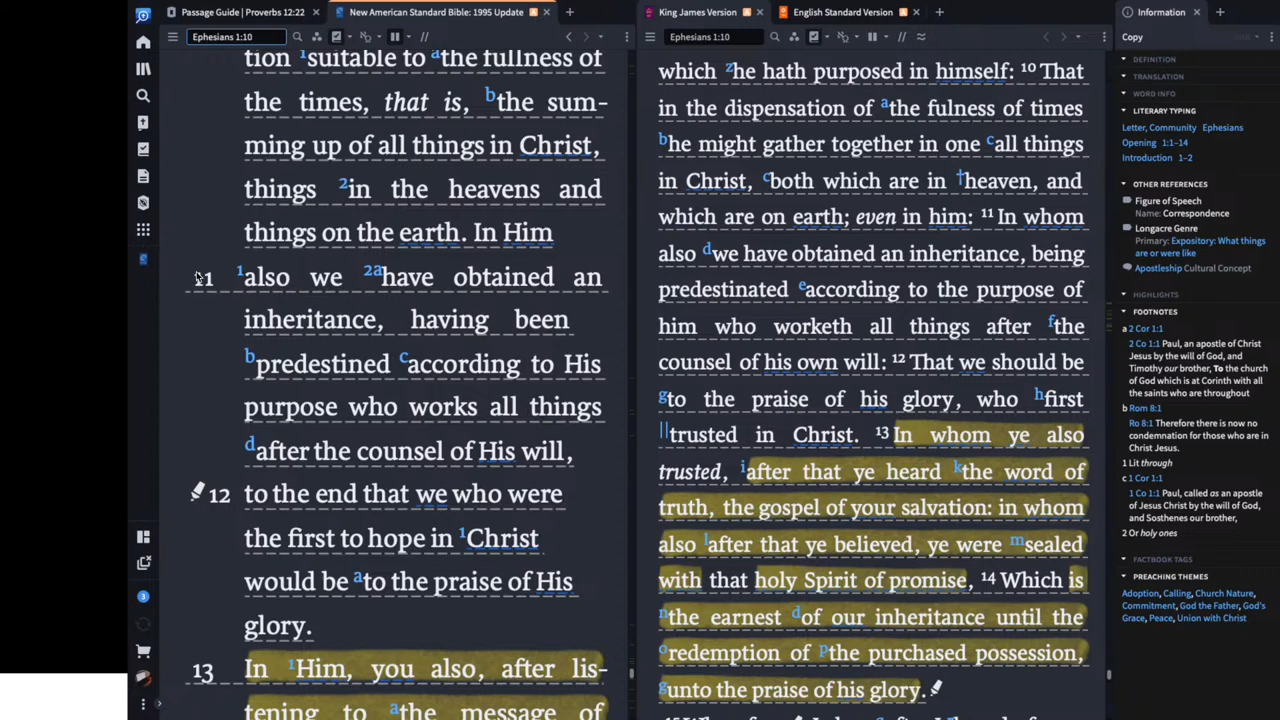 Passage Guide | Proverbs 12:22
New American Standard Bible: 1995 Update
Ephesians 1:10
tion ¹suitable to ᵃthe fullness of
the times, that is, ᵇthe sum-
ming up of all things in Christ,
things ²in the heavens and
things on the earth. In Him
11 ¹also we ²ᵃhave obtained an
inheritance, having been
ᵇpredestined ᶜaccording to His
purpose who works all things
ᵈafter the counsel of His will,
12 to the end that we who were
the first to hope in ¹Christ
would be ᵃto the praise of His
glory.
13 In ¹Him, you also, after lis-
tening to ᵃthe message of
3
King James Version
English Standard Version
Ephesians 1:10
which ᶻhe hath purposed in himself: ¹⁰ That
in the dispensation of ᵃthe fulness of times
ᵇhe might gather together in one ᶜall things
in Christ, ᶜboth which are in †heaven, and
which are on earth; even in him: ¹¹ In whom
also ᵈwe have obtained an inheritance, being
predestinated ᵉaccording to the purpose of
him who worketh all things after ᶠthe
counsel of his own will: ¹² That we should be
ᵍto the praise of his glory, who ʰfirst
||trusted in Christ. ¹³ In whom ye also
trusted, ⁱafter that ye heard ᵏthe word of
truth, the gospel of your salvation: in whom
also ˡafter that ye believed, ye were ᵐsealed
with that holy Spirit of promise, ¹⁴ Which is
ⁿthe earnest ᵈof our inheritance until the
ᵒredemption of ᵖthe purchased possession,
ᵍunto the praise of his glory.
Information
Copy
DEFINITION
TRANSLATION
WORD INFO
LITERARY TYPING
Letter, Community Ephesians
Opening 1:1–14
Introduction 1–2
OTHER REFERENCES
Figure of Speech
Name: Correspondence
Longacre Genre
Primary: Expository: What things
are or were like
Apostleship Cultural Concept
HIGHLIGHTS
FOOTNOTES
a 2 Cor 1:1
2 Co 1:1 Paul, an apostle of Christ
Jesus by the will of God, and
Timothy our brother, To the church
of God which is at Corinth with all
the saints who are throughout
b Rom 8:1
Ro 8:1 Therefore there is now no
condemnation for those who are in
Christ Jesus.
1 Lit through
c 1 Cor 1:1
1 Co 1:1 Paul, called as an apostle
of Jesus Christ by the will of God,
and Sosthenes our brother,
2 Or holy ones
FACTBOOK TAGS
PREACHING THEMES
Adoption, Calling, Church Nature,
Commitment, God the Father, God's
Grace, Peace, Union with Christ